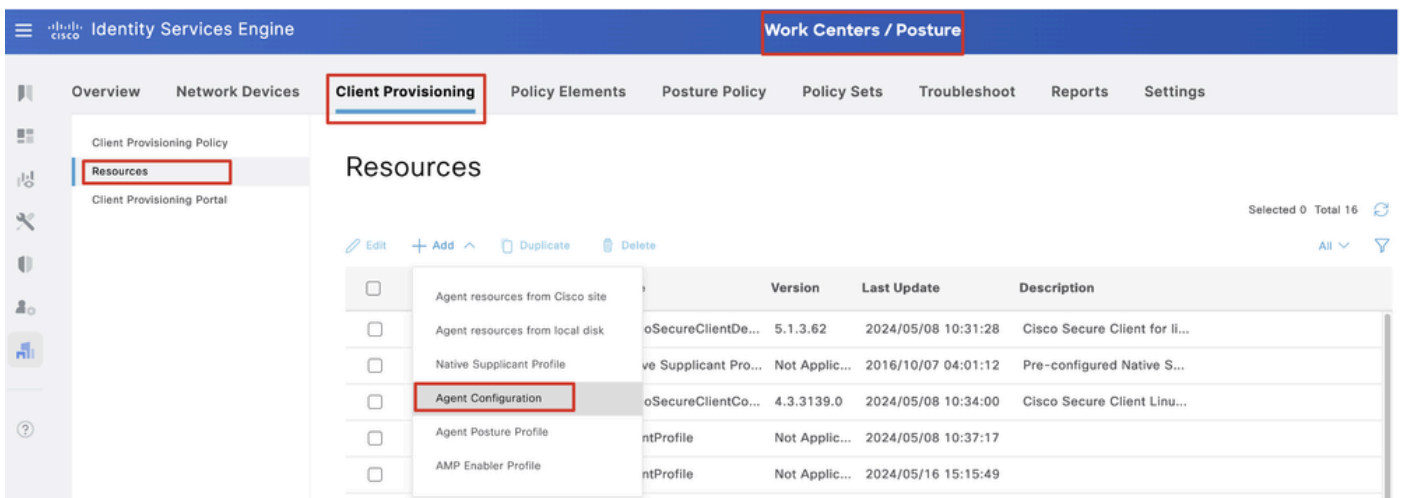 cisco Identity Services Engine
Work Centers / Posture
Overview Network Devices Client Provisioning Policy Elements Posture Policy Policy Sets Troubleshoot Reports Settings
Client Provisioning Policy
Resources
Client Provisioning Portal
Resources
Selected 0 Total 16
Edit Add Duplicate Delete All
Version Last Update Description
Agent resources from Cisco site
Agent resources from local disk
Native Supplicant Profile
Agent Configuration
Agent Posture Profile
AMP Enabler Profile
oSecureClientDe... 5.1.3.62 2024/05/08 10:31:28 Cisco Secure Client for li...
ve Supplicant Pro... Not Applic... 2016/10/07 04:01:12 Pre-configured Native S...
oSecureClientCo... 4.3.3139.0 2024/05/08 10:34:00 Cisco Secure Client Linu...
ntProfile Not Applic... 2024/05/08 10:37:17
ntProfile Not Applic... 2024/05/16 15:15:49